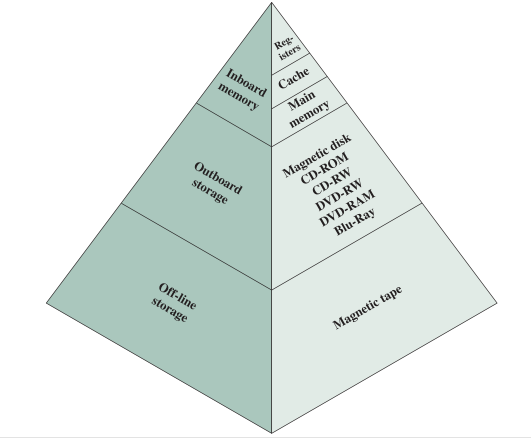 Reg-
isters
Cache
Main
memory
Inboard
memory
Magnetic disk
CD-ROM
CD-RW
DVD-RW
DVD-RAM
Blu-Ray
Outboard
storage
Magnetic tape
Off-line
storage